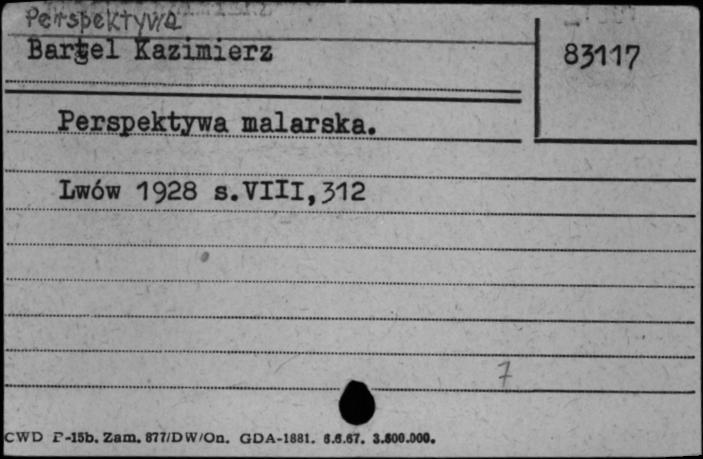 Perspektywa
Bartel Kazimierz
83117
Perspektywa malarska.
Lwów 1928 s.VIII,312
7
CWD P-15b. Zam. 877/DW/On. GDA-1881. 6.6.67. 3.600.000.